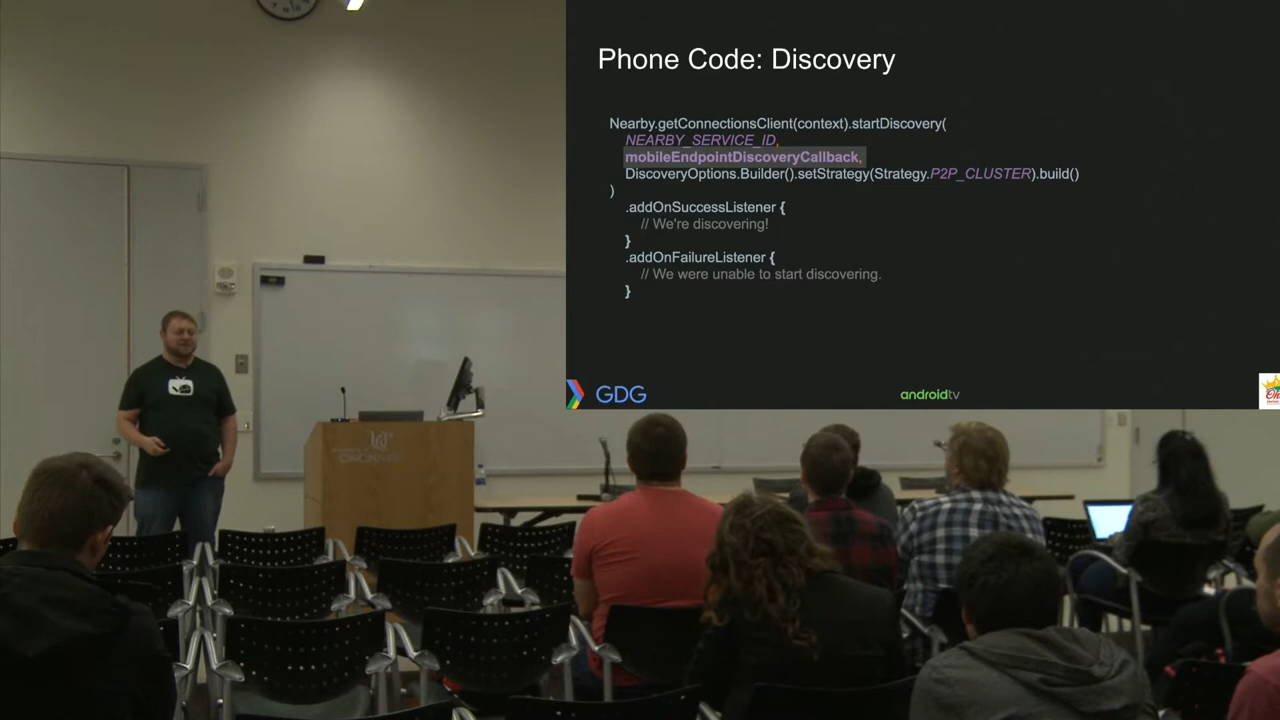 Phone Code: Discovery
Nearby.getConnectionsClient(context).startDiscovery(
NEARBY_SERVICE_ID,
mobileEndpointDiscoveryCallback,
DiscoveryOptions.Builder().setStrategy(Strategy.P2P_CLUSTER).build()
)
.addOnSuccessListener {
// We're discovering!
}
.addOnFailureListener {
// We were unable to start discovering.
}
GDG
androidtv
CINCINNATI